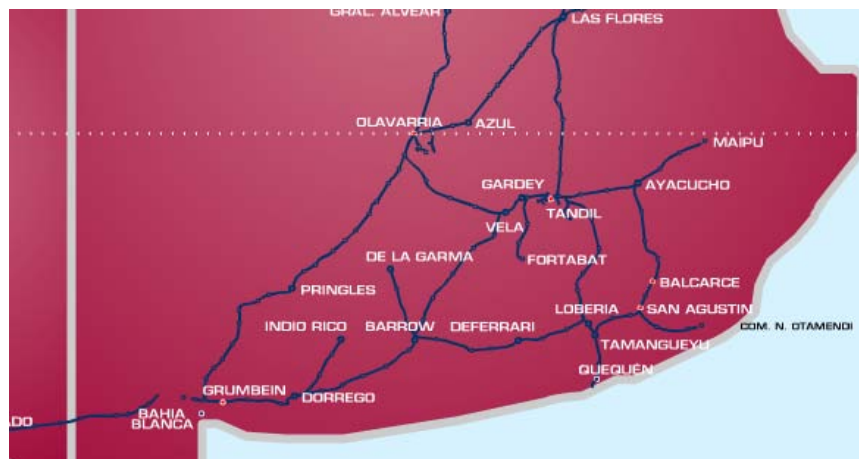 GRAL. ALVEAR
LAS FLORES
OLAVARRIA
AZUL
MAIPU
GARDEY
AYACUCHO
TANDIL
VELA
DE LA GARMA
FORTABAT
BALCARCE
PRINGLES
LOBERIA
SAN AGUSTIN
INDIO RICO
BARROW
DEFERRARI
COM. N. OTAMENDI
TAMANGUEYU
QUEQUÉN
GRUMBEIN
DORREGO
BAHIA
BLANCA
ADO